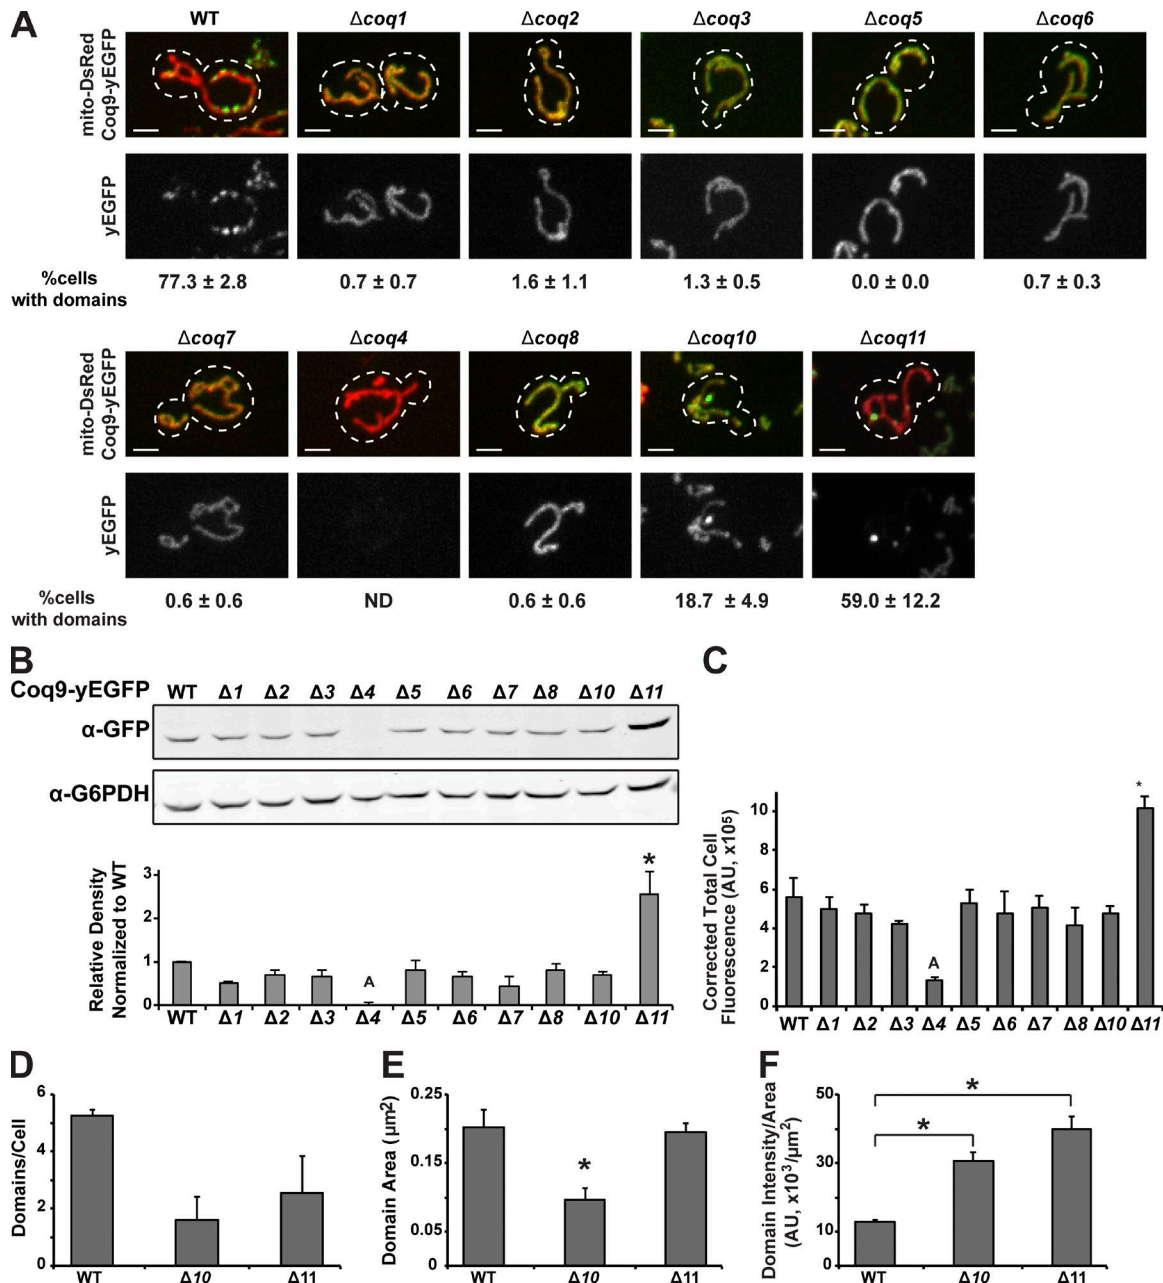 A
WT Δcoq1 Δcoq2 Δcoq3 Δcoq5 Δcoq6
mito-DsRed
Coq9-yEGFP
yEGFP
%cells
with domains
77.3 ± 2.8 0.7 ± 0.7 1.6 ± 1.1 1.3 ± 0.5 0.0 ± 0.0 0.7 ± 0.3
Δcoq7 Δcoq4 Δcoq8 Δcoq10 Δcoq11
mito-DsRed
Coq9-yEGFP
yEGFP
%cells
with domains
0.6 ± 0.6 ND 0.6 ± 0.6 18.7 ± 4.9 59.0 ± 12.2
B
Coq9-yEGFP WT Δ1 Δ2 Δ3 Δ4 Δ5 Δ6 Δ7 Δ8 Δ10 Δ11
α-GFP
α-G6PDH
Relative Density
Normalized to WT
3
2
1
0
A
*
WT Δ1 Δ2 Δ3 Δ4 Δ5 Δ6 Δ7 Δ8 Δ10 Δ11
C
Corrected Total Cell
Fluorescence (AU, x10⁵)
10
8
6
4
2
0
A
*
WT Δ1 Δ2 Δ3 Δ4 Δ5 Δ6 Δ7 Δ8 Δ10 Δ11
D
Domains/Cell
6
4
2
0
WT Δ10 Δ11
E
Domain Area (µm²)
0.25
0.15
0.05
0
*
WT Δ10 Δ11
F
Domain Intensity/Area
(AU, x10³/µm²)
50
30
10
0
*
*
WT Δ10 Δ11